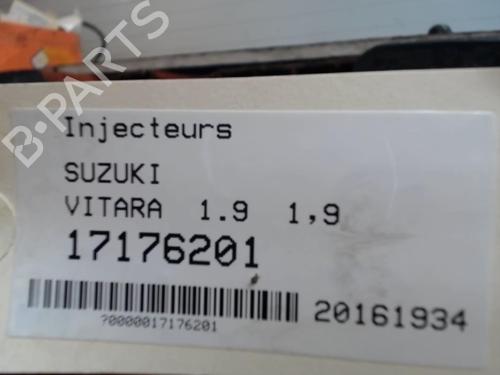 B-PARTS
Injecteurs
SUZUKI
VITARA 1.9 1,9
17176201
20161934
?0000017176201